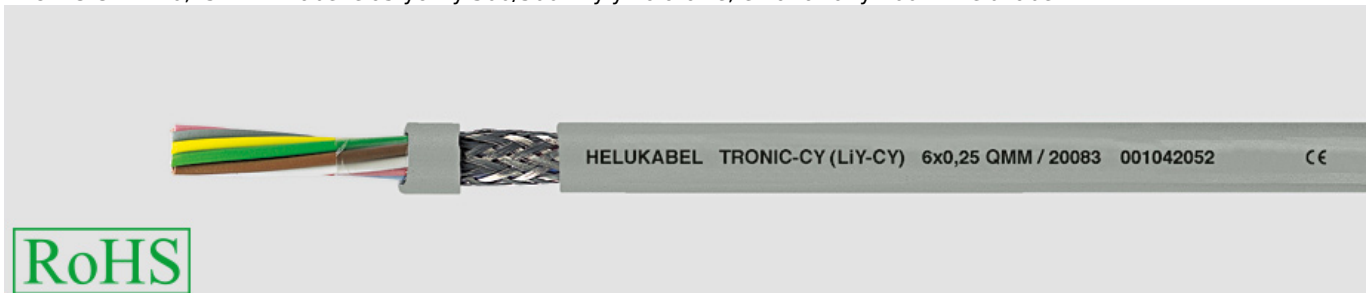 HELUKABEL TRONIC-CY (LiY-CY) 6x0,25 QMM / 20083 001042052 CE
RoHS